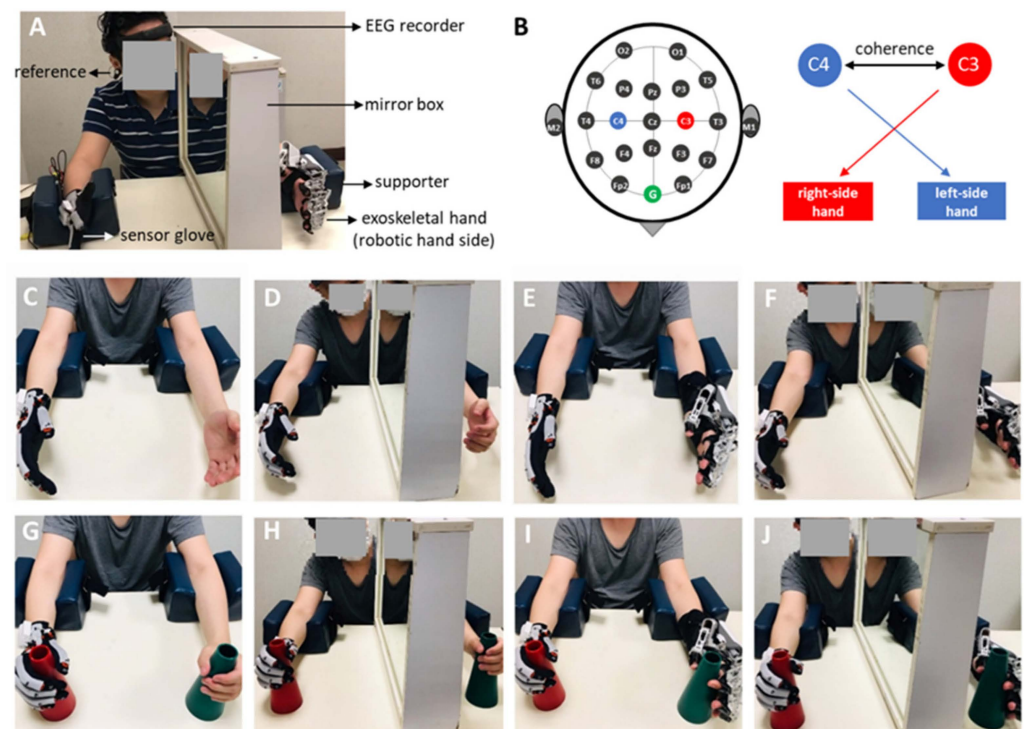 A
EEG recorder
reference
mirror box
supporter
exoskeletal hand
(robotic hand side)
sensor glove
B
O2 O1
T6 T5
P4 Pz P3
M2 T4 C4 Cz C3 T3 M1
Fz
F8 F4 F3 F7
Fp2 Fp1
G
C4 coherence C3
right-side
hand
left-side
hand
C D E F
G H I J